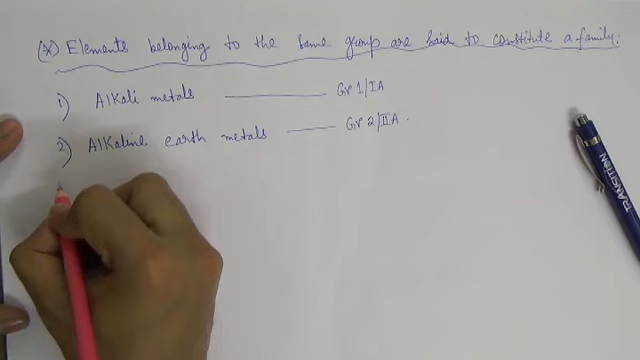 (*) Elements belonging to the same group are said to constitute a family:
1) Alkali metals ——— Gr 1/IA
2) Alkaline earth metals —— Gr 2/IIA.
TRANSITION